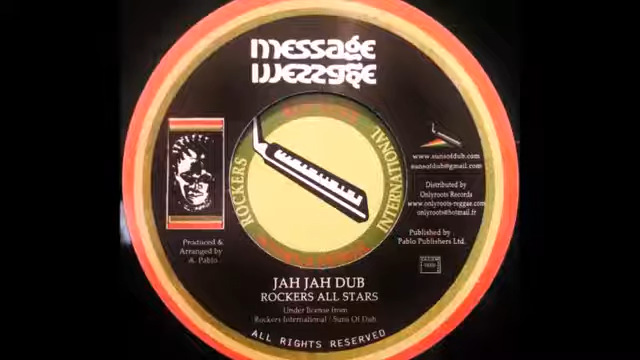 message
message
ROCKERS
INTERNATIONAL
www.sunsofdub.com
sunsofdub@gmail.com
Distributed by
Onlyroots Records
www.onlyroots-reggae.com
onlyroots@hotmail.fr
Published by
Pablo Publishers Ltd.
Produced &
Arranged by
A. Pablo
JAH JAH DUB
ROCKERS ALL STARS
Under license from
Rockers International / Suns Of Dub
ALL RIGHTS RESERVED